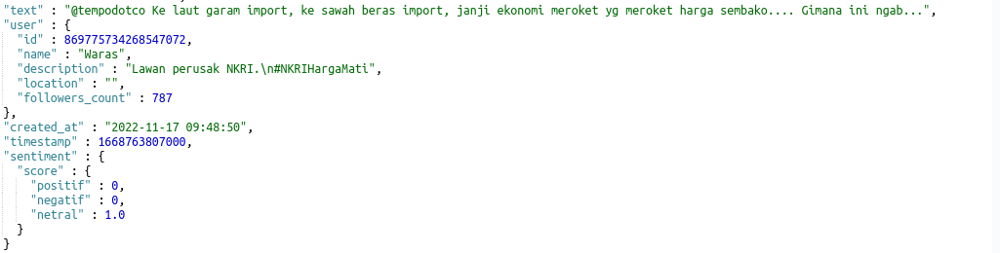 "text" : "@tempodotco Ke laut garam import, ke sawah beras import, janji ekonomi meroket yg meroket harga sembako.... Gimana ini ngab...",
"user" : {
"id" : 869775734268547072,
"name" : "Waras",
"description" : "Lawan perusak NKRI.\n#NKRIHargaMati",
"location" : "",
"followers_count" : 787
},
"created_at" : "2022-11-17 09:48:50",
"timestamp" : 1668763807000,
"sentiment" : {
"score" : {
"positif" : 0,
"negatif" : 0,
"netral" : 1.0
}
}